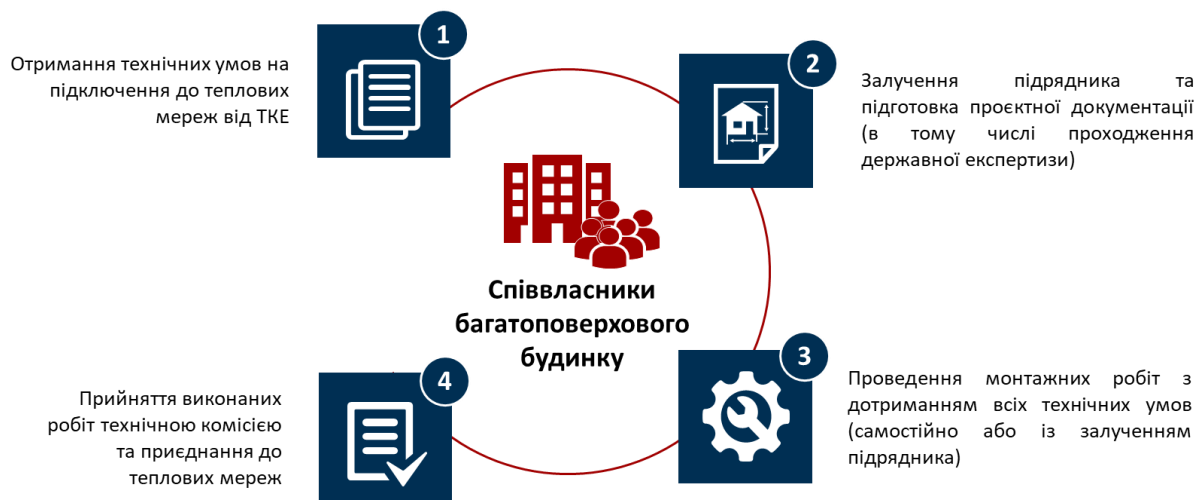 1
Отримання технічних умов на
підключення до теплових
мереж від ТКЕ
2
Залучення підрядника та
підготовка проєктної документації
(в тому числі проходження
державної експертизи)
Співвласники
багатоповерхового
будинку
3
Проведення монтажних робіт з
дотриманням всіх технічних умов
(самостійно або із залученням
підрядника)
4
Прийняття виконаних
робіт технічною комісією
та приєднання до
теплових мереж